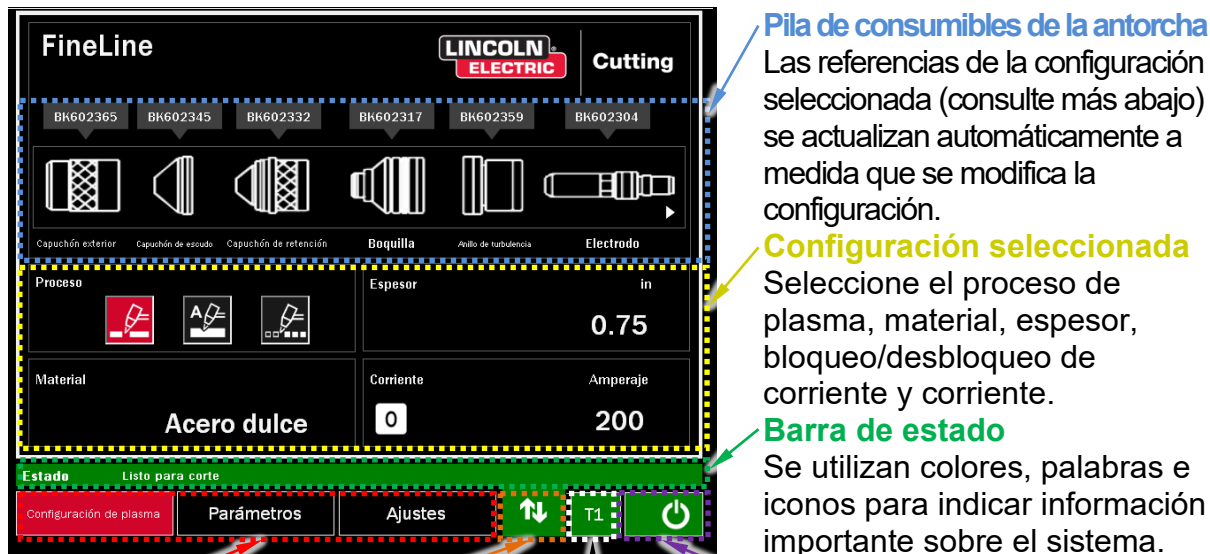 FineLine
LINCOLN®
ELECTRIC
Cutting
BK602365 BK602345 BK602332 BK602317 BK602359 BK602304
Capuchón exterior Capuchón de escudo Capuchón de retención Boquilla Anillo de turbulencia Electrodo
Proceso
A
Espesor in
0.75
Material
Acero dulce
Corriente Amperaje
0 200
Estado Listo para corte
Configuración de plasma Parámetros Ajustes T1
Pila de consumibles de la antorcha
Las referencias de la configuración
seleccionada (consulte más abajo)
se actualizan automáticamente a
medida que se modifica la
configuración.
Configuración seleccionada
Seleccione el proceso de
plasma, material, espesor,
bloqueo/desbloqueo de
corriente y corriente.
Barra de estado
Se utilizan colores, palabras e
iconos para indicar información
importante sobre el sistema.